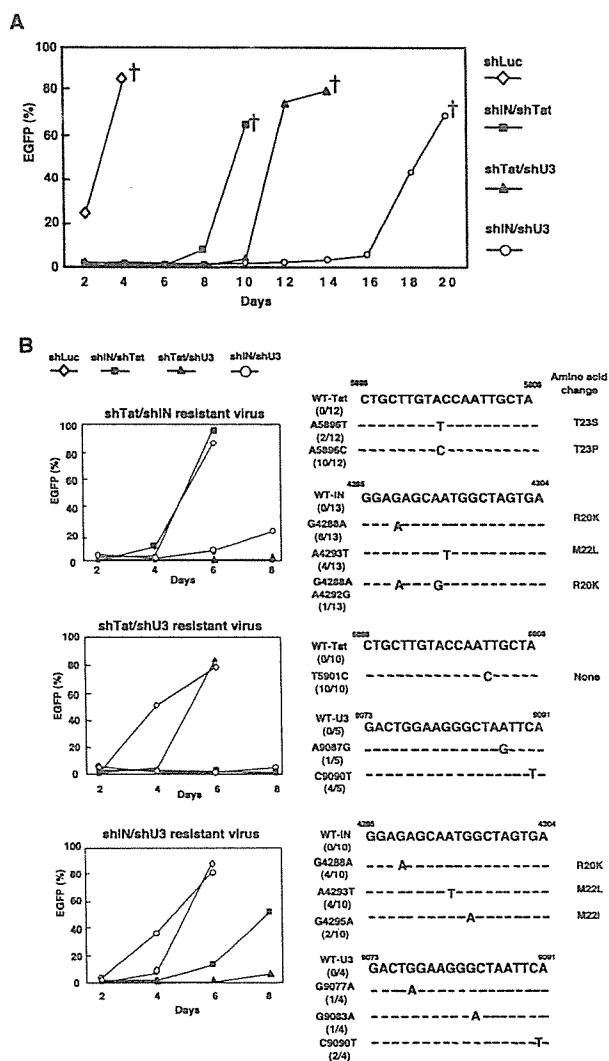 A
EGFP (%)
100
80
60
40
20
0
2 4 6 8 10 12 14 16 18 20
Days
† † † †
shLuc
shIN/shTat
shTat/shU3
shIN/shU3
B
shLuc shIN/shTat shTat/shU3 shIN/shU3
shTat/shIN resistant virus
EGFP (%)
100
80
60
40
20
0
2 4 6 8
Days
Amino acid change
WT-Tat CTGCTTGTACCAATTGCTA
(0/12)
A5896T T T23S
(2/12)
A5896C C T23P
(10/12)
4285 4304
WT-IN GGAGAGCAATGGCTAGTGA
(0/13)
G4288A A R20K
(8/13)
A4293T T M22L
(4/13)
G4288A A G R20K
A4292G
(1/13)
shTat/shU3 resistant virus
EGFP (%)
100
80
60
40
20
0
2 4 6 8
Days
WT-Tat CTGCTTGTACCAATTGCTA
(0/10)
T5901C C None
(10/10)
9073 9091
WT-U3 GACTGGAAGGGCTAATTCA
(0/5)
A9087G G
(1/5)
C9090T T
(4/5)
shIN/shU3 resistant virus
EGFP (%)
100
80
60
40
20
0
2 4 6 8
Days
4285 4304
WT-IN GGAGAGCAATGGCTAGTGA
(0/10)
G4288A A R20K
(4/10)
A4293T T M22L
(4/10)
G4295A A M22I
(2/10)
9073 9091
WT-U3 GACTGGAAGGGCTAATTCA
(0/4)
G9077A A
(1/4)
G9083A A
(1/4)
C9090T T
(2/4)